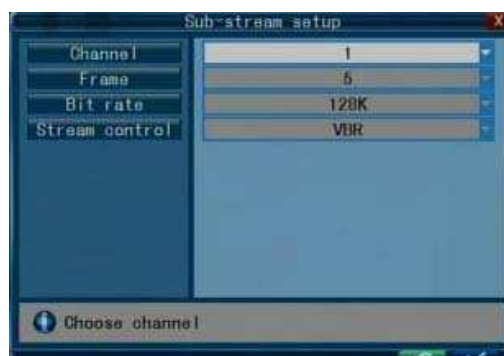 Sub-stream setup X
Channel 1
Frame 5
Bit rate 128K
Stream control VBR
Choose channel